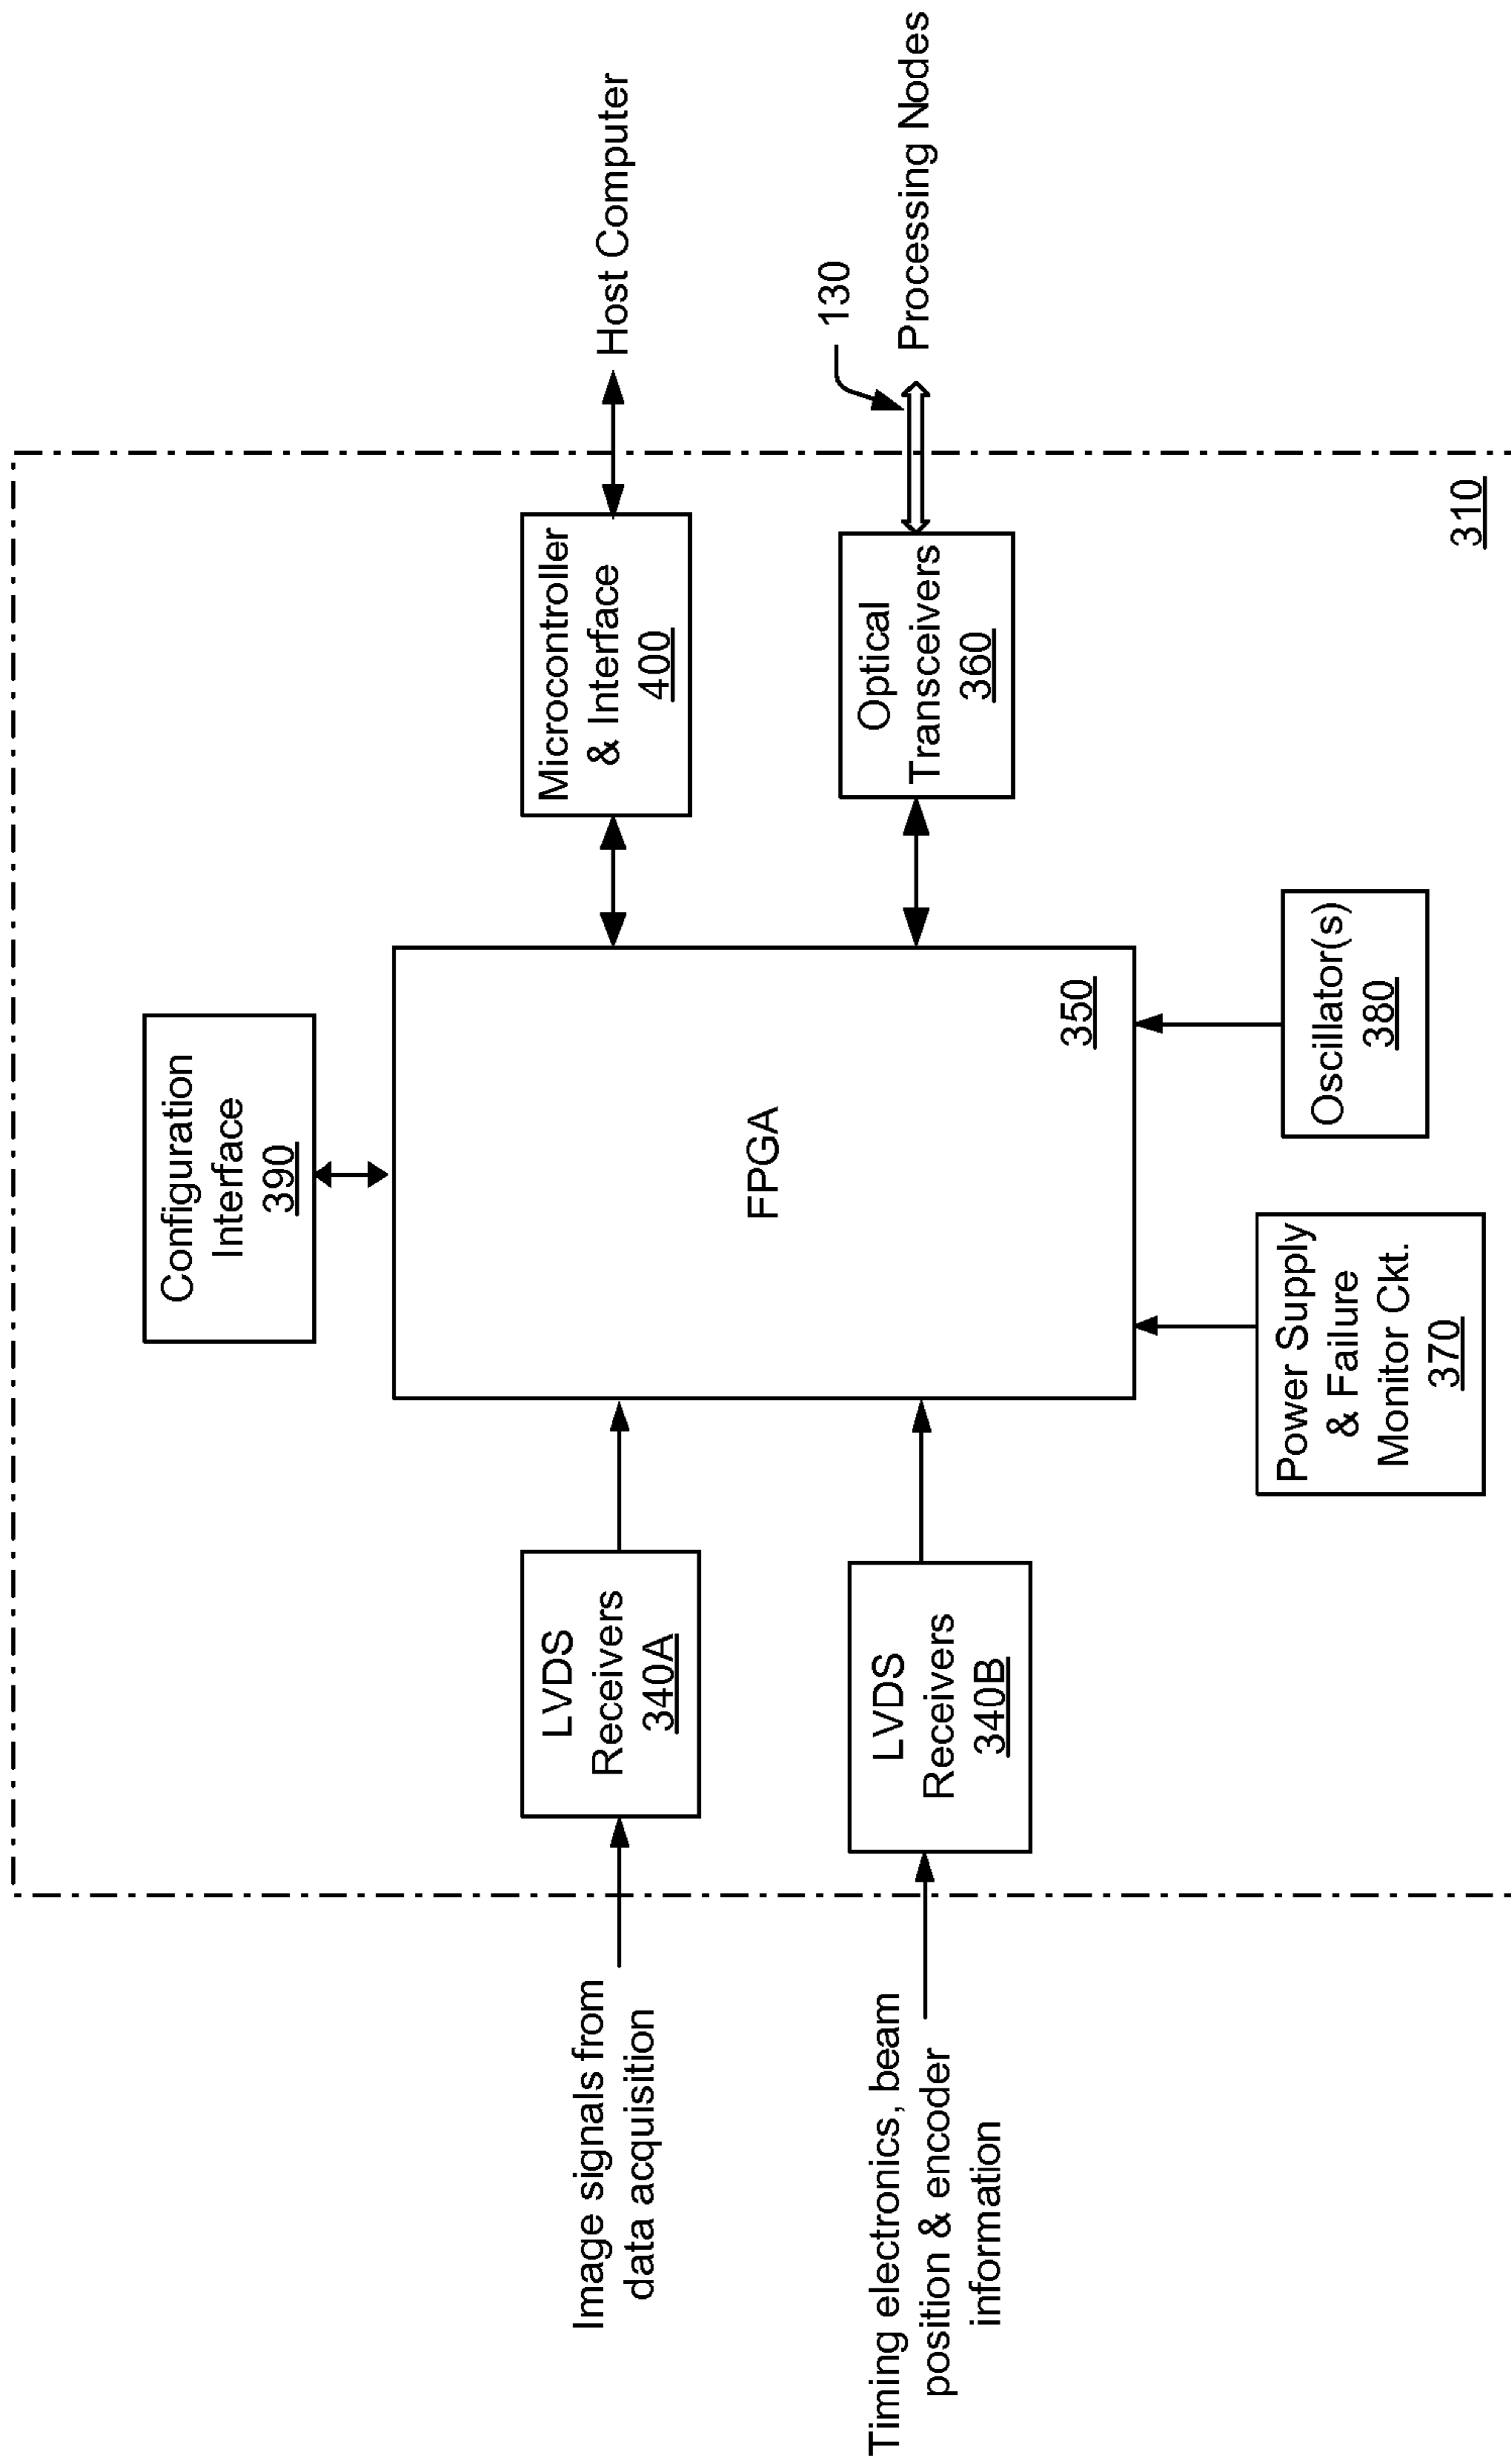 Configuration
Interface
390
Image signals from
data acquisition
LVDS
Receivers
340A
Microcontroller
& Interface
400
Host Computer
FPGA
350
Timing electronics, beam
position & encoder
information
LVDS
Receivers
340B
Optical
Transceivers
360
130
Processing Nodes
Power Supply
& Failure
Monitor Ckt.
370
Oscillator(s)
380
310